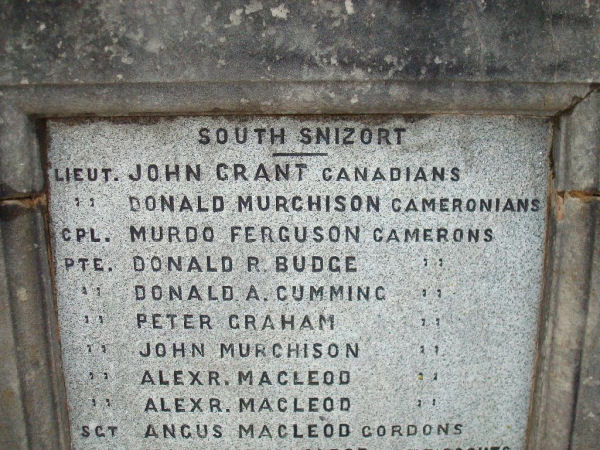 SOUTH SNIZORT
LIEUT. JOHN GRANT CANADIANS
" DONALD MURCHISON CAMERONIANS
CPL. MURDO FERGUSON CAMERONS
PTE. DONALD R. BUDGE "
" DONALD A. CUMMING "
" PETER GRAHAM "
" JOHN MURCHISON "
" ALEXR. MACLEOD "
" ALEXR. MACLEOD "
SGT ANGUS MACLEOD GORDONS